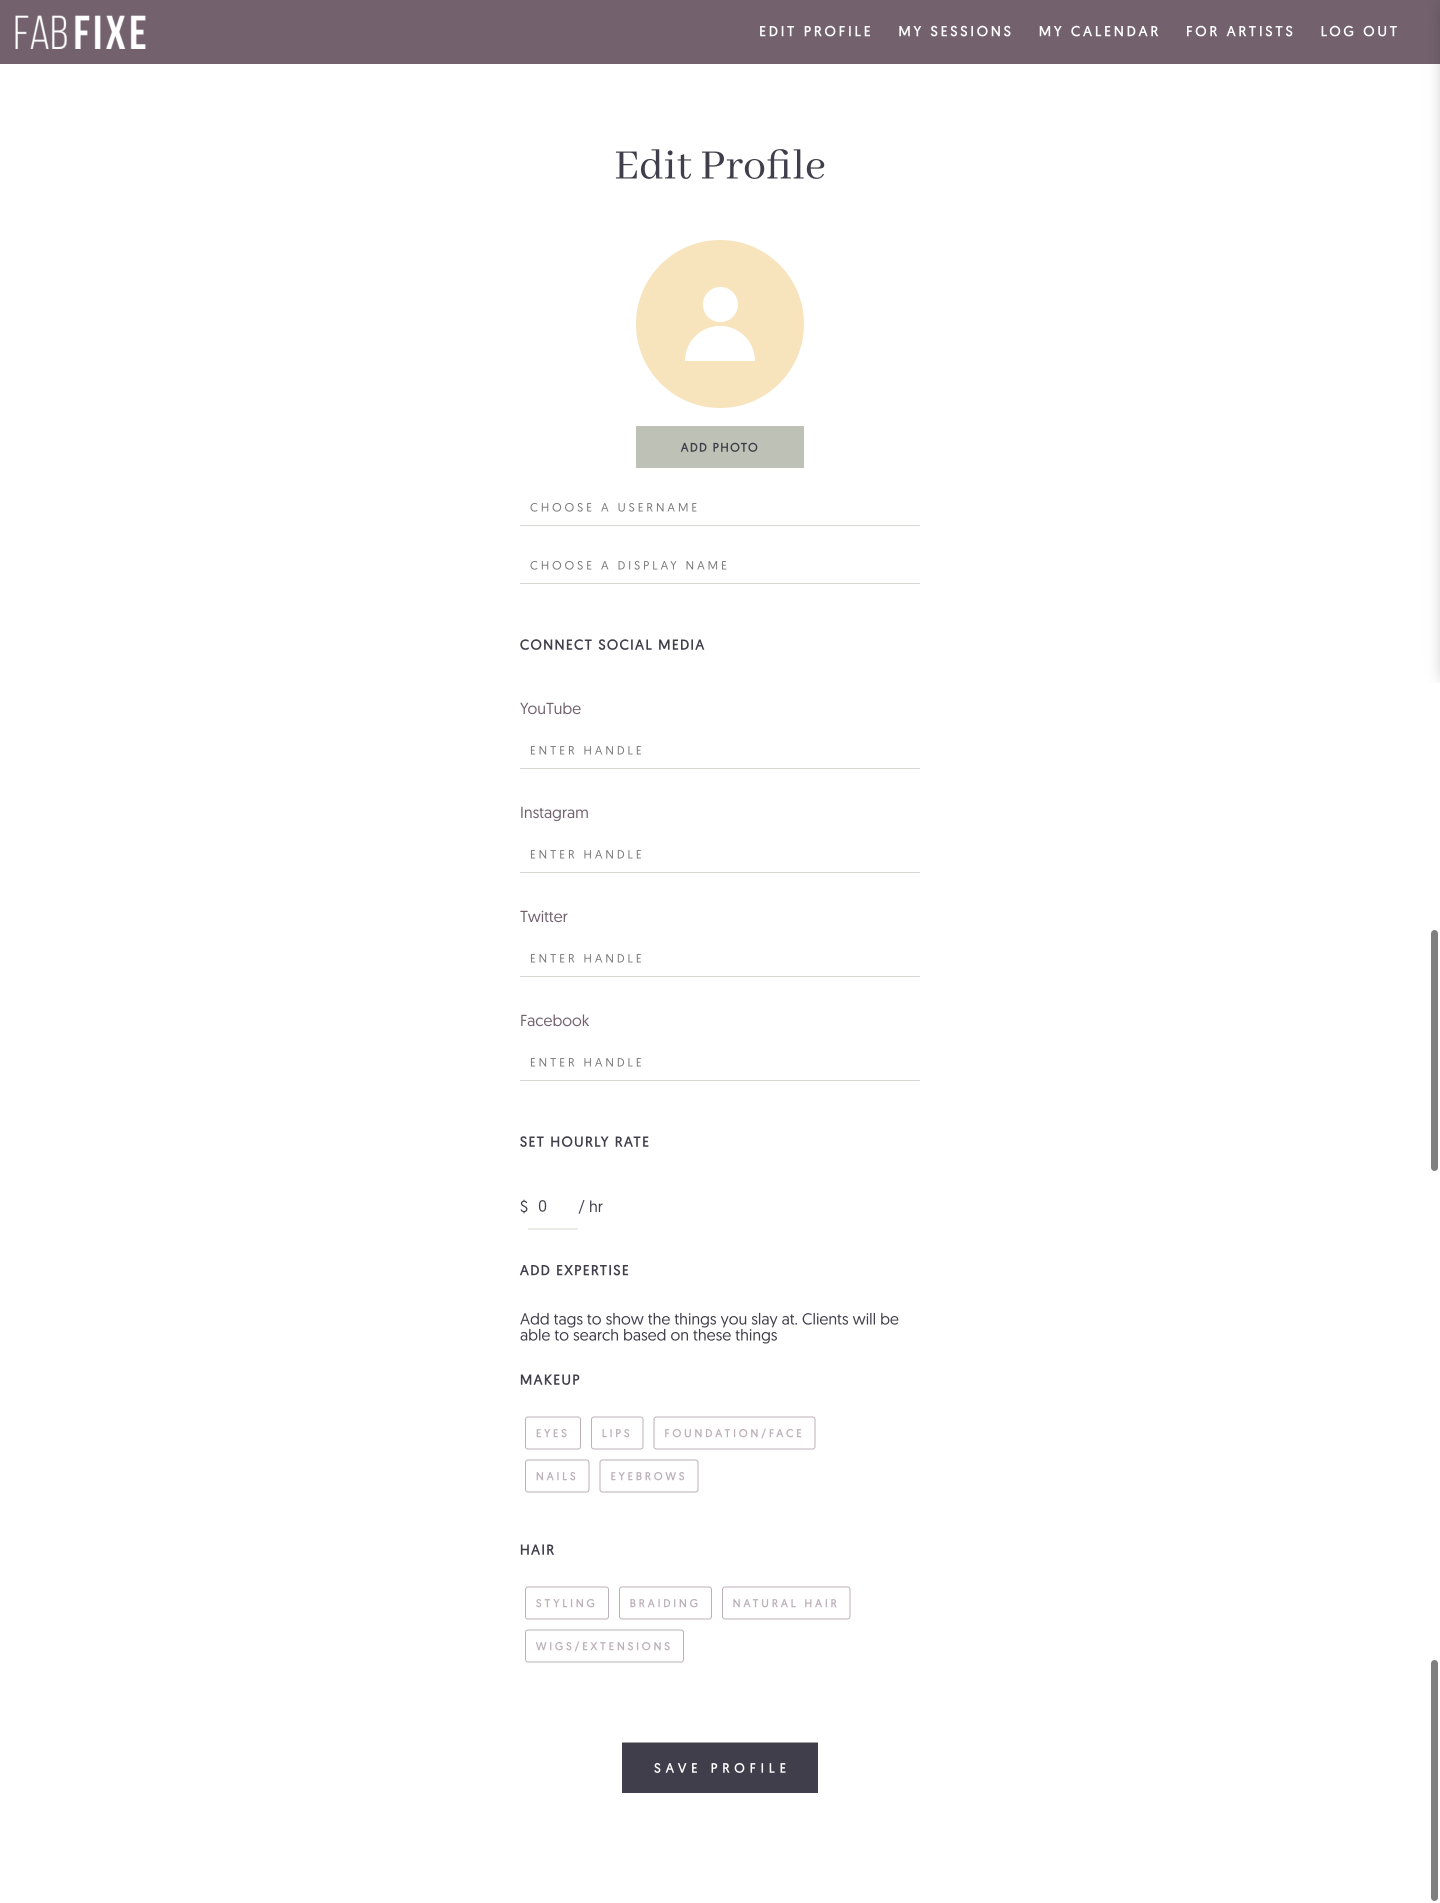 FABFIXE
EDIT PROFILE MY SESSIONS MY CALENDAR FOR ARTISTS LOG OUT
Edit Profile
ADD PHOTO
CHOOSE A USERNAME
CHOOSE A DISPLAY NAME
CONNECT SOCIAL MEDIA
YouTube
ENTER HANDLE
Instagram
ENTER HANDLE
Twitter
ENTER HANDLE
Facebook
ENTER HANDLE
SET HOURLY RATE
$ 0 / hr
ADD EXPERTISE
Add tags to show the things you slay at. Clients will be
able to search based on these things
MAKEUP
EYES LIPS FOUNDATION/FACE
NAILS EYEBROWS
HAIR
STYLING BRAIDING NATURAL HAIR
WIGS/EXTENSIONS
SAVE PROFILE